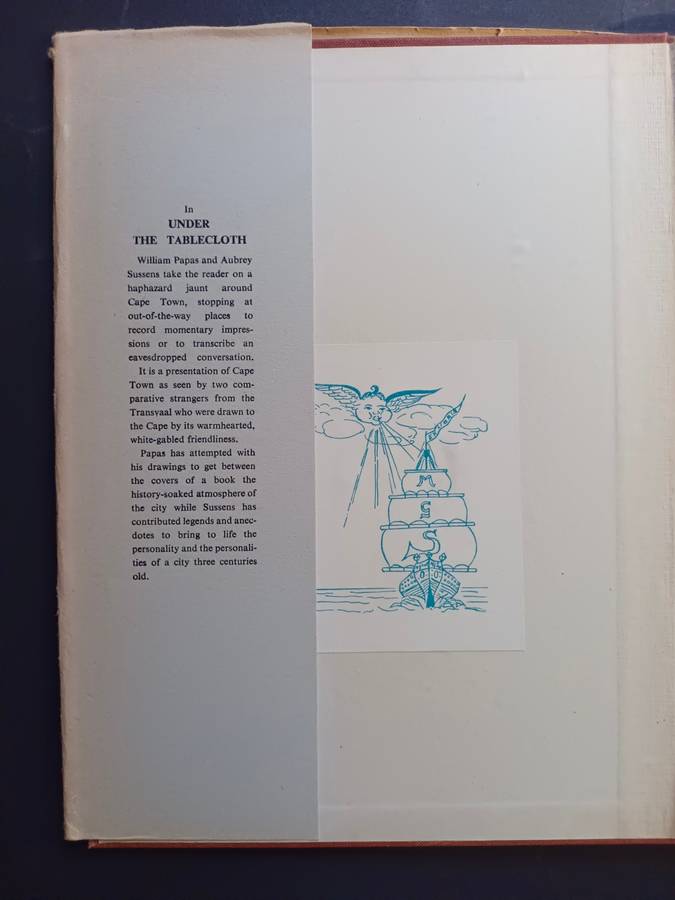 In
UNDER
THE TABLECLOTH
William Papas and Aubrey
Sussens take the reader on a
haphazard jaunt around
Cape Town, stopping at
out-of-the-way places to
record momentary impres-
sions or to transcribe an
eavesdropped conversation.
It is a presentation of Cape
Town as seen by two com-
parative strangers from the
Transvaal who were drawn to
the Cape by its warmhearted,
white-gabled friendliness.
Papas has attempted with
his drawings to get between
the covers of a book the
history-soaked atmosphere of
the city while Sussens has
contributed legends and anec-
dotes to bring to life the
personality and the personali-
ties of a city three centuries
old.
M
S